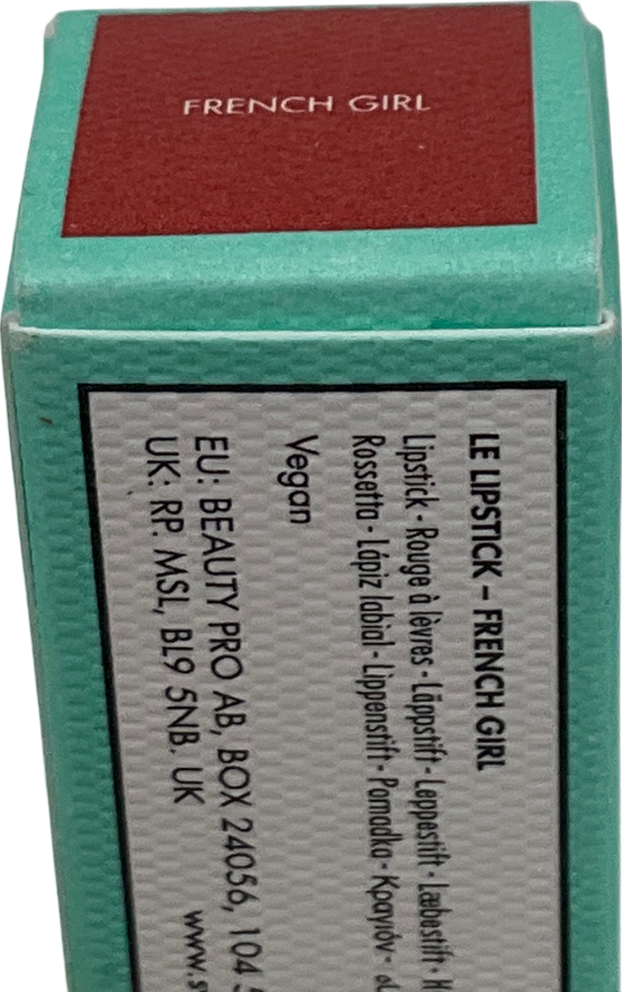 FRENCH GIRL
LE LIPSTICK – FRENCH GIRL
Lipstick • Rouge à lèvres • Läppstift • Leppestift • Læbestift •
Rossetto • Lápiz labial • Lippenstift • Pomadka • Κραγιόν •
Vegan
EU: BEAUTY PRO AB, BOX 24056, 104
UK: RP. MSL, BL9 5NB. UK
www.